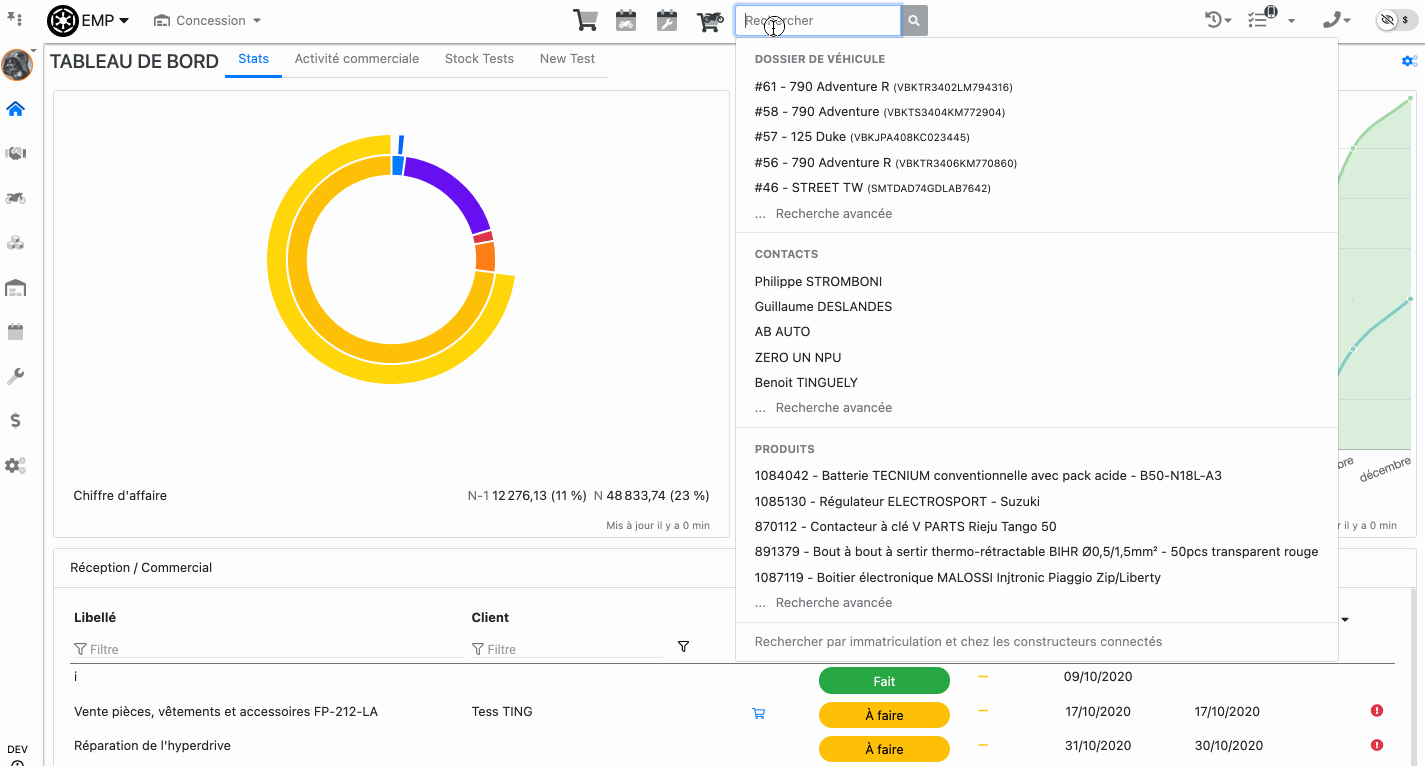 EMP
Concession
Rechercher
$
TABLEAU DE BORD
Stats
Activité commerciale
Stock Tests
New Test
DOSSIER DE VÉHICULE
#61 - 790 Adventure R (VBKTR3402LM794316)
#58 - 790 Adventure (VBKTS3404KM772904)
#57 - 125 Duke (VBKJPA408KC023445)
#56 - 790 Adventure R (VBKTR3406KM770860)
#46 - STREET TW (SMTDAD74GDLAB7642)
... Recherche avancée
CONTACTS
Philippe STROMBONI
Guillaume DESLANDES
AB AUTO
ZERO UN NPU
Benoit TINGUELY
... Recherche avancée
PRODUITS
1084042 - Batterie TECNIUM conventionnelle avec pack acide - B50-N18L-A3
1085130 - Régulateur ELECTROSPORT - Suzuki
870112 - Contacteur à clé V PARTS Rieju Tango 50
891379 - Bout à bout à sertir thermo-rétractable BIHR Ø0,5/1,5mm² - 50pcs transparent rouge
1087119 - Boitier électronique MALOSSI Injtronic Piaggio Zip/Liberty
... Recherche avancée
Rechercher par immatriculation et chez les constructeurs connectés
bre
décembre
Chiffre d'affaire
N-1 12 276,13 (11 %) N 48 833,74 (23 %)
Mis à jour il y a 0 min
r il y a 0 min
Réception / Commercial
Libellé
Client
Filtre
Filtre
i
Fait
09/10/2020
Vente pièces, vêtements et accessoires FP-212-LA
Tess TING
À faire
17/10/2020
17/10/2020
Réparation de l'hyperdrive
À faire
31/10/2020
30/10/2020
DEV